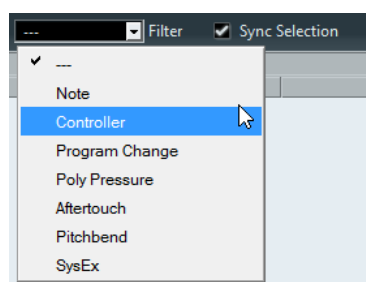 --- Filter Sync Selection
---
Note
Controller
Program Change
Poly Pressure
Aftertouch
Pitchbend
SysEx